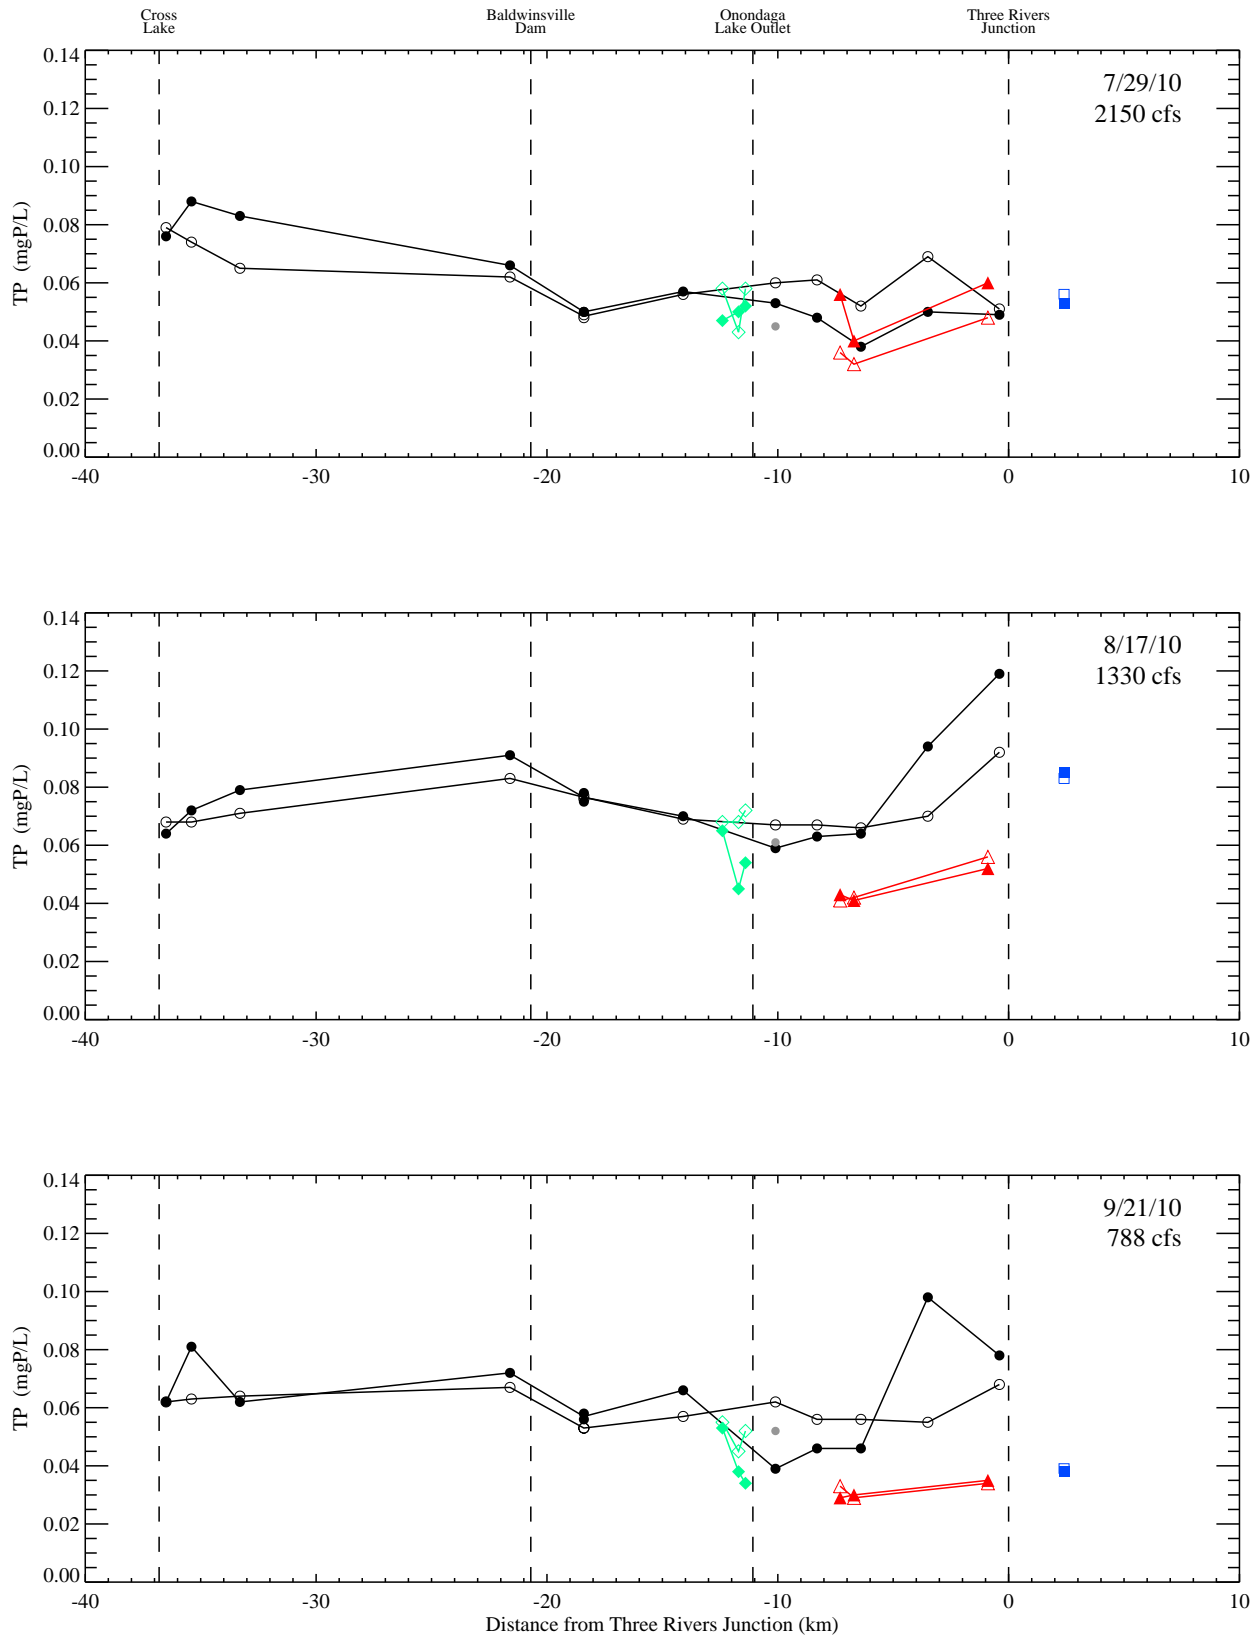 Cross Baldwinsville Onondaga Three Rivers
Lake Dam Lake Outlet Junction
0.14
7/29/10
0.12
2150 cfs
0.10
0.08
TP (mgP/L)
0.06
0.04
0.02
0.00
-40 -30 -20 -10 0 10
0.14
8/17/10
0.12
1330 cfs
0.10
0.08
TP (mgP/L)
0.06
0.04
0.02
0.00
-40 -30 -20 -10 0 10
0.14
9/21/10
0.12
788 cfs
0.10
0.08
TP (mgP/L)
0.06
0.04
0.02
0.00
-40 -30 -20 -10 0 10
Distance from Three Rivers Junction (km)